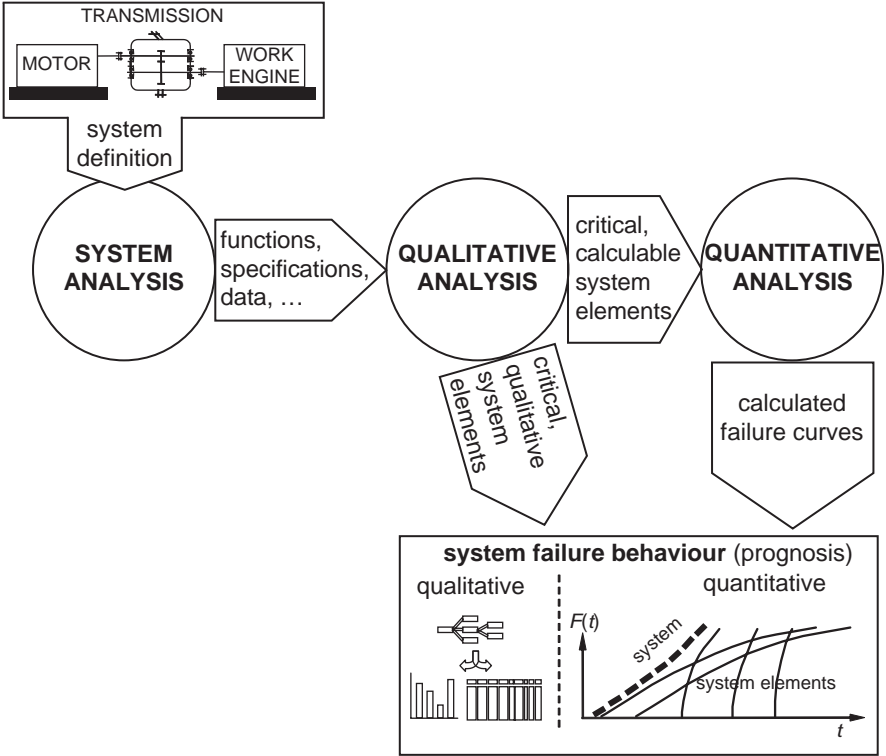 TRANSMISSION
MOTOR
WORK
ENGINE
system
definition
SYSTEM
ANALYSIS
functions,
specifications,
data, …
QUALITATIVE
ANALYSIS
critical,
calculable
system
elements
QUANTITATIVE
ANALYSIS
critical,
qualitative
system
elements
calculated
failure curves
system failure behaviour (prognosis)
qualitative
quantitative
F(t)
system
system elements
t